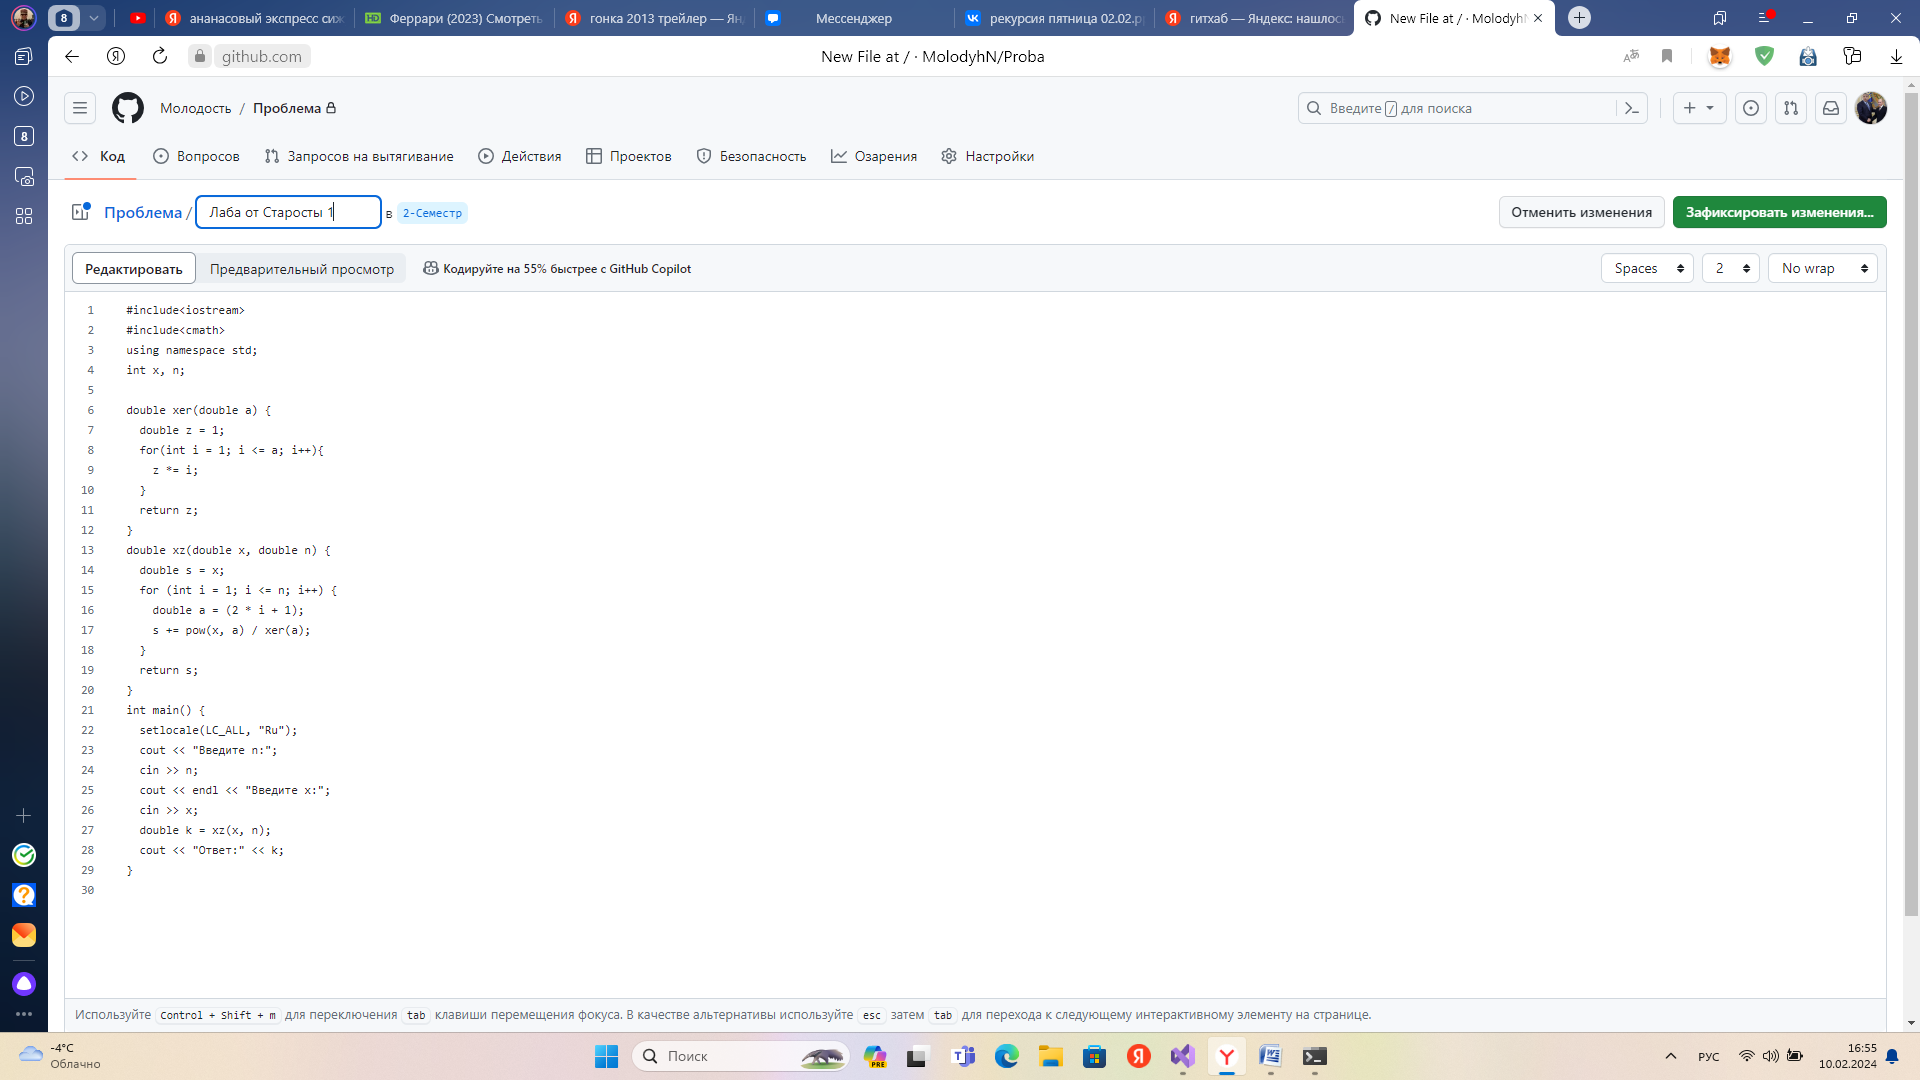 8
ананасовый экспресс сиж
Феррари (2023) Смотреть
гонка 2013 трейлер — Ян
Мессенджер
рекурсия пятница 02.02.р
гитхаб — Яндекс: нашлось
New File at / · MolodyhN
github.com
New File at / · MolodyhN/Proba
8
Молодость / Проблема
Введите / для поиска
Код
Вопросов
Запросов на вытягивание
Действия
Проектов
Безопасность
Озарения
Настройки
Проблема / Лаба от Старосты 1 в 2-Семестр
Отменить изменения
Зафиксировать изменения...
Редактировать
Предварительный просмотр
Кодируйте на 55% быстрее с GitHub Copilot
Spaces
2
No wrap
1 #include<iostream>
2 #include<cmath>
3 using namespace std;
4 int x, n;
5
6 double xer(double a) {
7 double z = 1;
8 for(int i = 1; i <= a; i++){
9 z *= i;
10 }
11 return z;
12 }
13 double xz(double x, double n) {
14 double s = x;
15 for (int i = 1; i <= n; i++) {
16 double a = (2 * i + 1);
17 s += pow(x, a) / xer(a);
18 }
19 return s;
20 }
21 int main() {
22 setlocale(LC_ALL, "Ru");
23 cout << "Введите n:";
24 cin >> n;
25 cout << endl << "Введите x:";
26 cin >> x;
27 double k = xz(x, n);
28 cout << "Ответ:" << k;
29 }
30
Используйте Control + Shift + m для переключения tab клавиши перемещения фокуса. В качестве альтернативы используйте esc затем tab для перехода к следующему интерактивному элементу на странице.
-4°C
Облачно
Поиск
PRE
РУС
16:55
10.02.2024